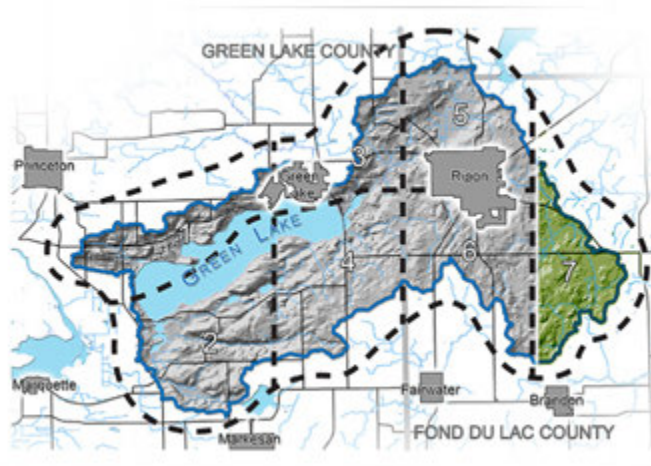 GREEN LAKE COUNTY
5
3
Princeton
Green
Lake
Ripon
1
GREEN LAKE
4
6
7
2
Marquette
Fairwater
Brandon
Markesan
FOND DU LAC COUNTY